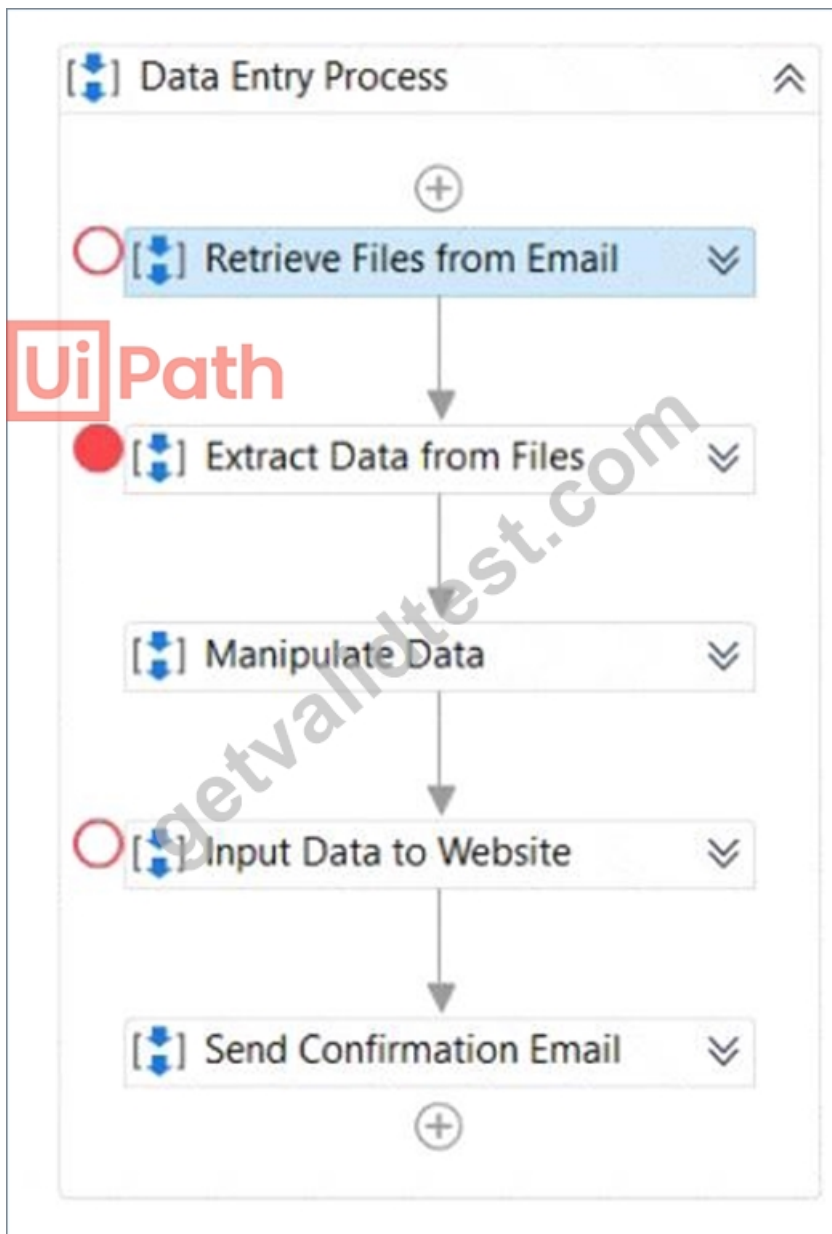 Data Entry Process
Retrieve Files from Email
UiPath
Extract Data from Files
Manipulate Data
getvalidtest.com
Input Data to Website
Send Confirmation Email